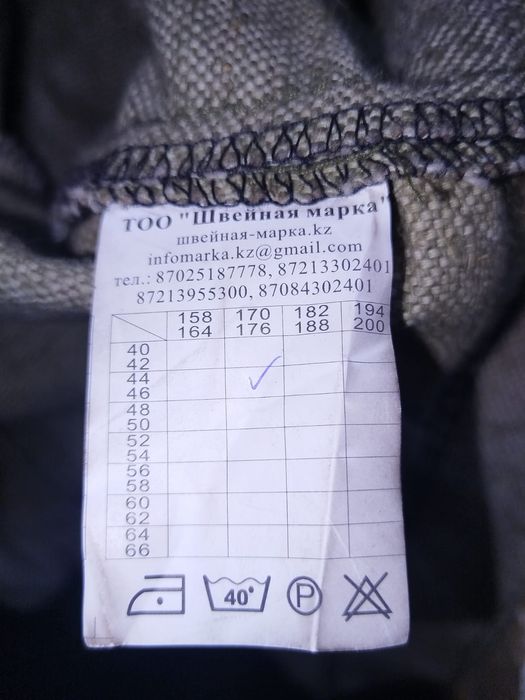 ТОО "Швейная марка"
швейная-марка.kz
infomarka.kz@gmail.com
тел.: 87025187778, 87213302401
87213955300, 87084302401
158 170 182 194
164 176 188 200
40
42
44
46
48
50
52
54
56
58
60
62
64
66
40° P